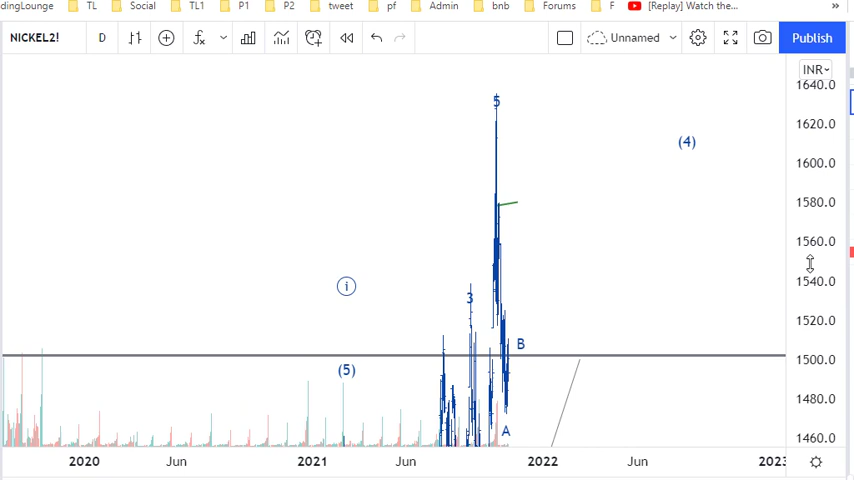 dingLounge TL Social TL1 P1 P2 tweet pf Admin bnb Forums F [Replay] Watch the... »
NICKEL2! D fx Unnamed Publish
INR
1640.0
5
1620.0
(4)
1600.0
1580.0
1560.0
1540.0
i
3
1520.0
B
1500.0
(5)
1480.0
A
1460.0
2020 Jun 2021 Jun 2022 Jun 2023